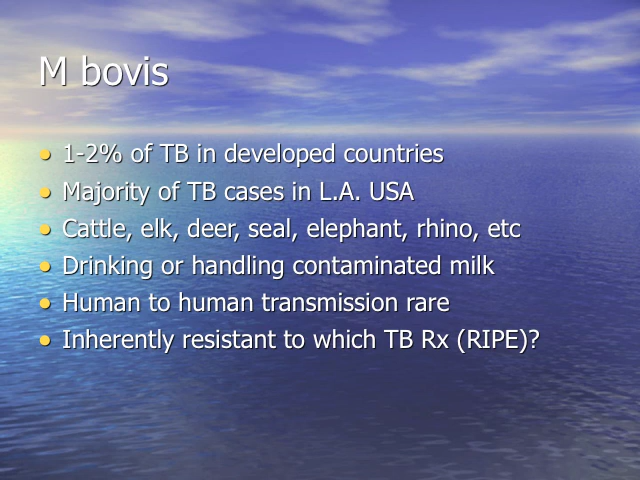 M bovis
• 1-2% of TB in developed countries
• Majority of TB cases in L.A. USA
• Cattle, elk, deer, seal, elephant, rhino, etc
• Drinking or handling contaminated milk
• Human to human transmission rare
• Inherently resistant to which TB Rx (RIPE)?